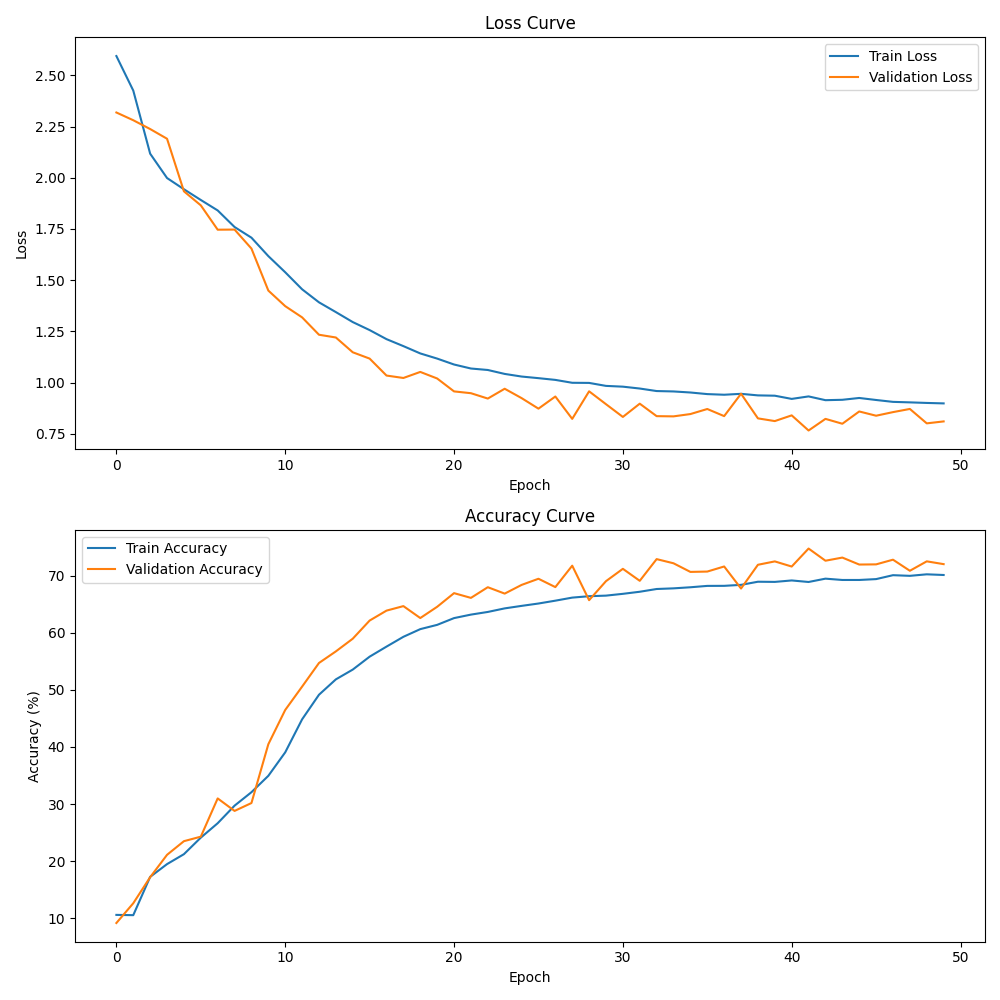 Loss Curve
Train Loss
Validation Loss
2.50
2.25
2.00
1.75
1.50
1.25
1.00
0.75
Loss
0 10 20 30 40 50
Epoch
Accuracy Curve
Train Accuracy
Validation Accuracy
70
60
50
40
30
20
10
Accuracy (%)
0 10 20 30 40 50
Epoch